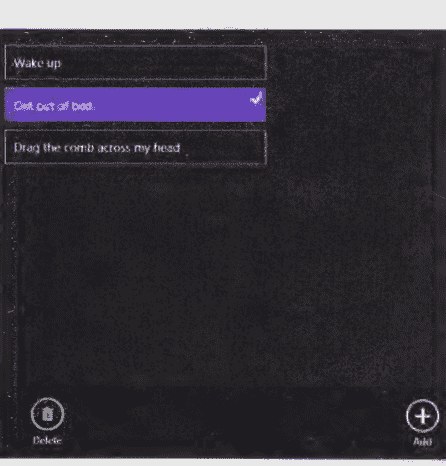 Wake up
Get out of bed
Drag the comb across my head
Delete
Add